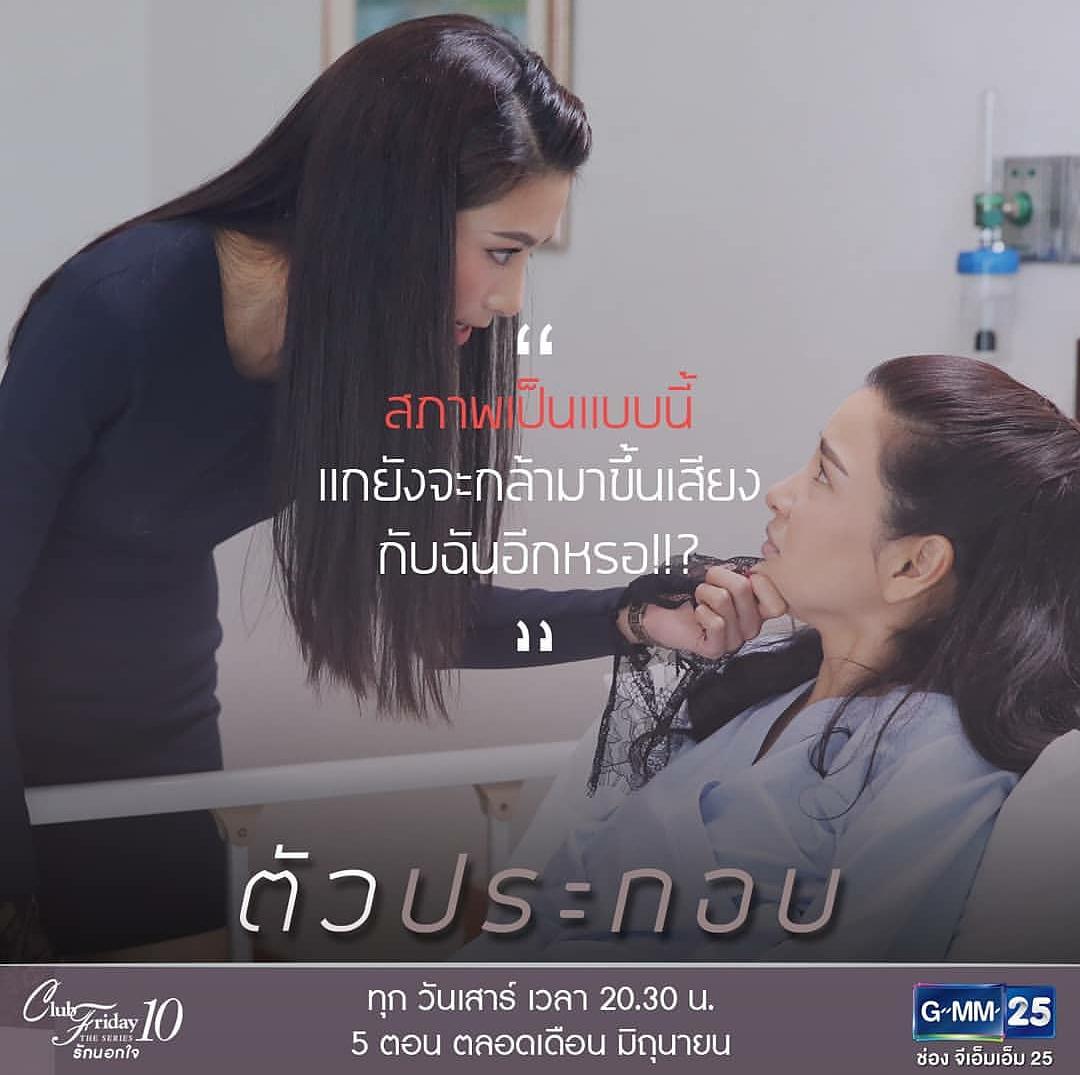 “
สภาพเป็นแบบนี้
แกยังจะกล้ามาขึ้นเสียง
กับฉันอีกหรอ!!?
”
ตัวประกอบ
Club Friday 10
THE SERIES
รักนอกใจ
ทุก วันเสาร์ เวลา 20.30 น.
5 ตอน ตลอดเดือน มิถุนายน
G-MM 25
ช่อง จีเอ็มเอ็ม 25